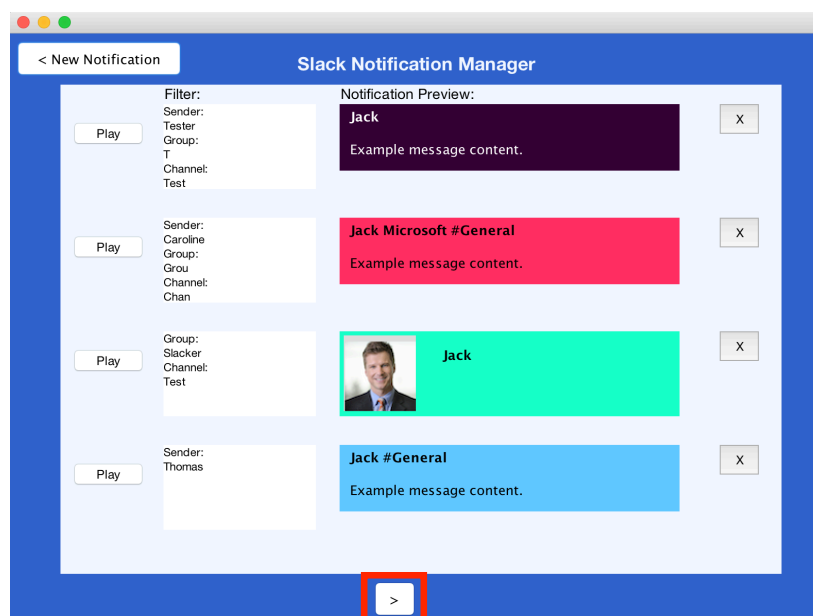 < New Notification
Slack Notification Manager
Filter:
Notification Preview:
Play
Sender:
Tester
Group:
T
Channel:
Test
Jack
Example message content.
X
Play
Sender:
Caroline
Group:
Grou
Channel:
Chan
Jack Microsoft #General
Example message content.
X
Play
Group:
Slacker
Channel:
Test
Jack
X
Play
Sender:
Thomas
Jack #General
Example message content.
X
>